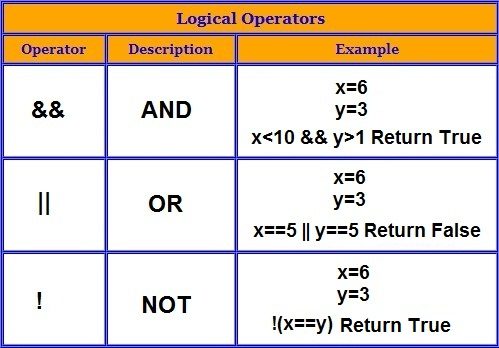 Logical Operators
Operator Description Example
x=6
y=3
&& AND
x<10 && y>1 Return True
x=6
y=3
|| OR
x==5 || y==5 Return False
x=6
y=3
! NOT
!(x==y) Return True